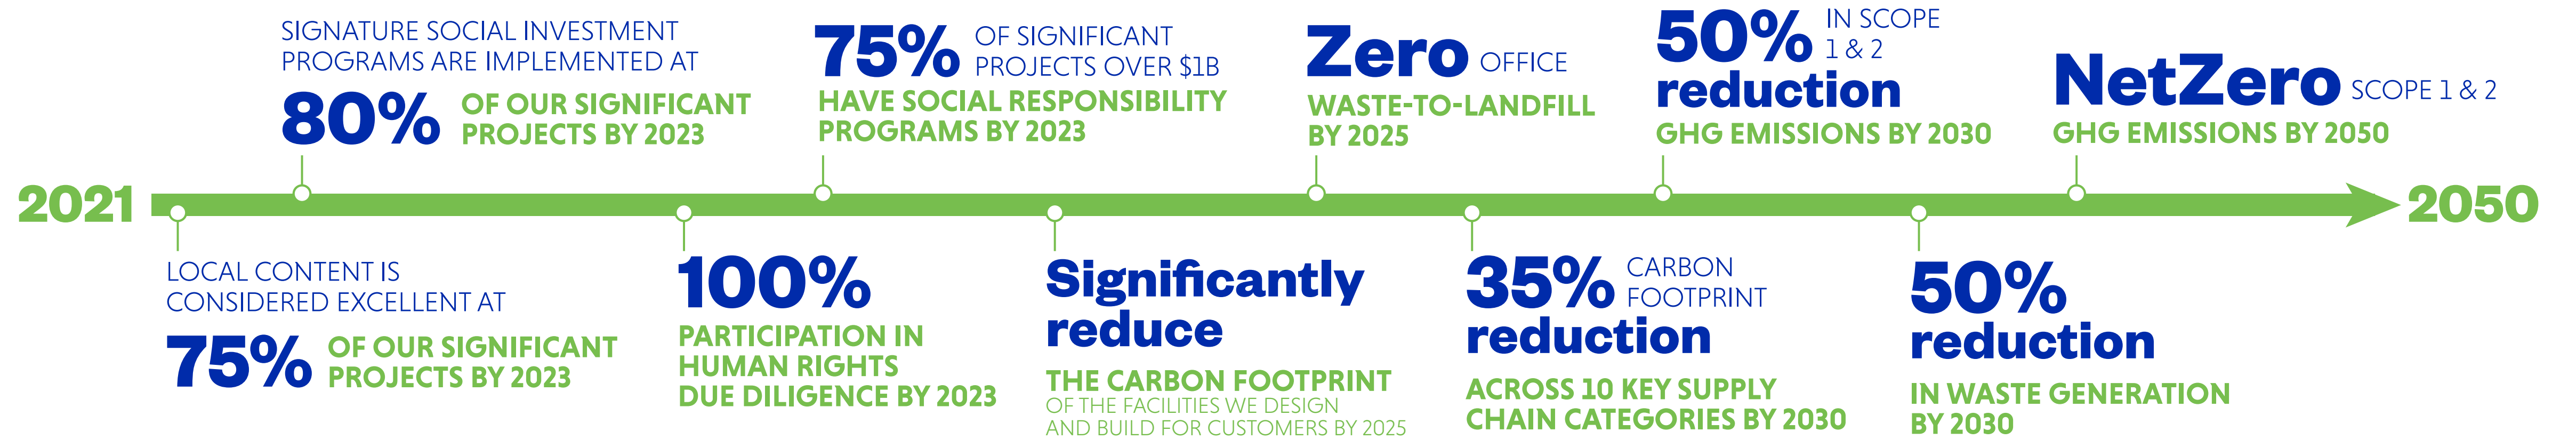 SIGNATURE SOCIAL INVESTMENT
PROGRAMS ARE IMPLEMENTED AT
80% OF OUR SIGNIFICANT
PROJECTS BY 2023
75% OF SIGNIFICANT
PROJECTS OVER $1B
HAVE SOCIAL RESPONSIBILITY
PROGRAMS BY 2023
Zero OFFICE
WASTE-TO-LANDFILL
BY 2025
50% IN SCOPE
1 & 2
reduction
GHG EMISSIONS BY 2030
NetZero SCOPE 1 & 2
GHG EMISSIONS BY 2050
2021
2050
LOCAL CONTENT IS
CONSIDERED EXCELLENT AT
75% OF OUR SIGNIFICANT
PROJECTS BY 2023
100%
PARTICIPATION IN
HUMAN RIGHTS
DUE DILIGENCE BY 2023
Significantly
reduce
THE CARBON FOOTPRINT
OF THE FACILITIES WE DESIGN
AND BUILD FOR CUSTOMERS BY 2025
35% CARBON
FOOTPRINT
reduction
ACROSS 10 KEY SUPPLY
CHAIN CATEGORIES BY 2030
50%
reduction
IN WASTE GENERATION
BY 2030